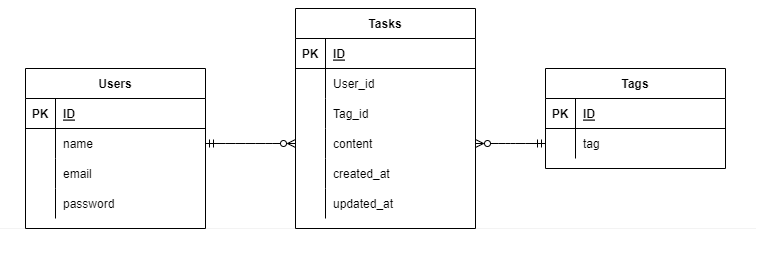 Users
PK ID
name
email
password
Tasks
PK ID
User_id
Tag_id
content
created_at
updated_at
Tags
PK ID
tag